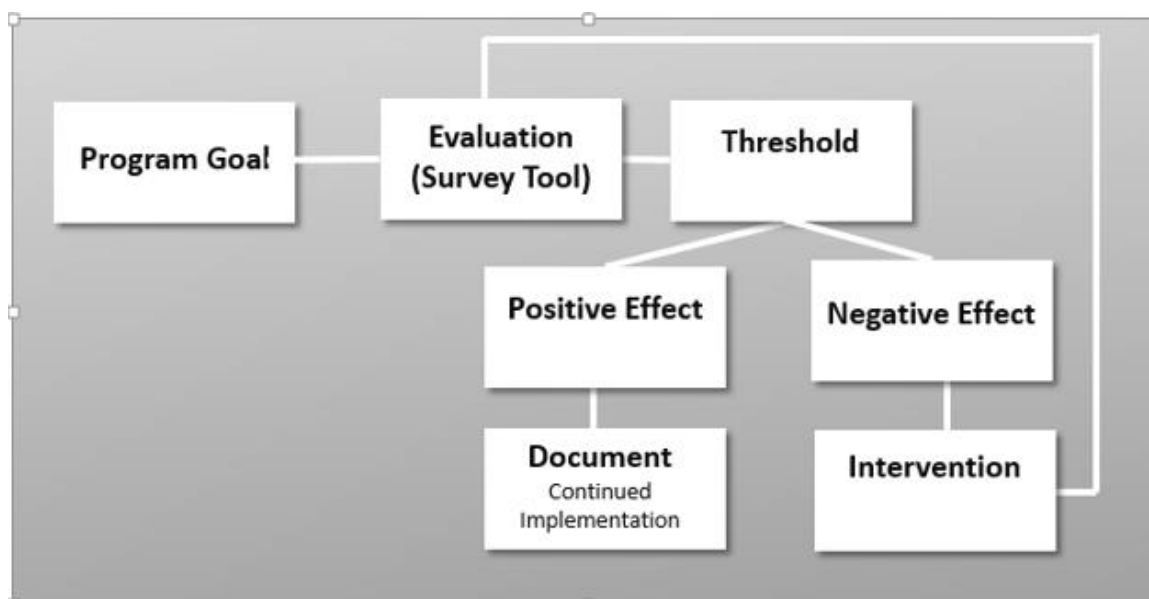 Program Goal
Evaluation
(Survey Tool)
Threshold
Positive Effect
Negative Effect
Document
Continued
Implementation
Intervention